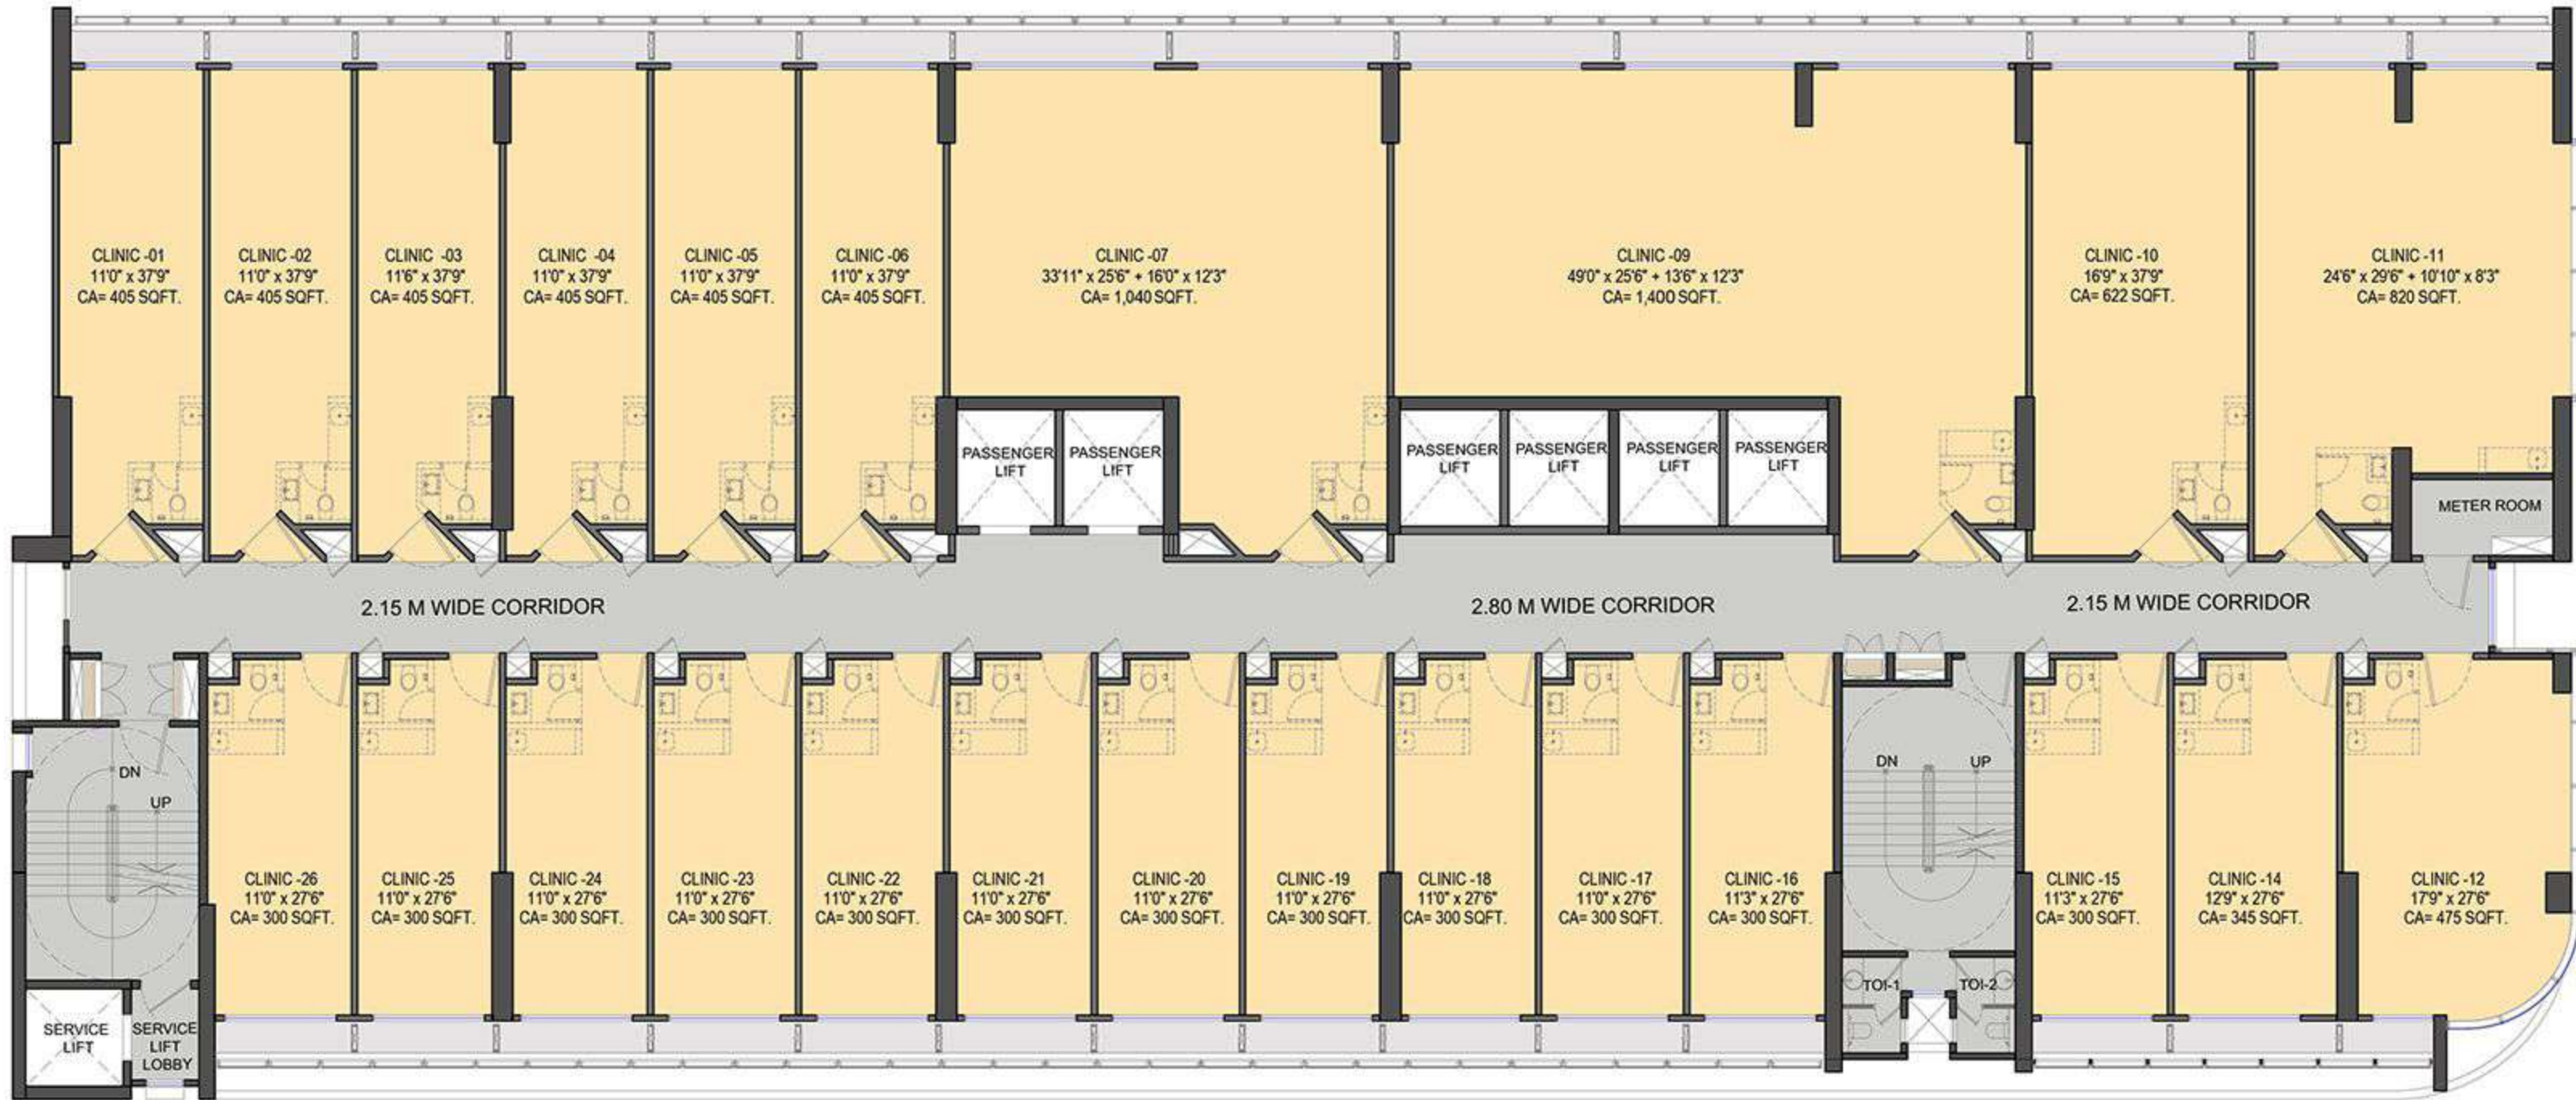 CLINIC -01
11'0" x 37'9"
CA= 405 SQFT.
CLINIC -02
11'0" x 37'9"
CA= 405 SQFT.
CLINIC -03
11'6" x 37'9"
CA= 405 SQFT.
CLINIC -04
11'0" x 37'9"
CA= 405 SQFT.
CLINIC -05
11'0" x 37'9"
CA= 405 SQFT.
CLINIC -06
11'0" x 37'9"
CA= 405 SQFT.
CLINIC -07
33'11" x 25'6" + 16'0" x 12'3"
CA= 1,040 SQFT.
CLINIC -09
49'0" x 25'6" + 13'6" x 12'3"
CA= 1,400 SQFT.
CLINIC -10
16'9" x 37'9"
CA= 622 SQFT.
CLINIC -11
24'6" x 29'6" + 10'10" x 8'3"
CA= 820 SQFT.
PASSENGER
LIFT
PASSENGER
LIFT
PASSENGER
LIFT
PASSENGER
LIFT
PASSENGER
LIFT
PASSENGER
LIFT
METER ROOM
2.15 M WIDE CORRIDOR
2.80 M WIDE CORRIDOR
2.15 M WIDE CORRIDOR
DN
UP
DN
UP
CLINIC -26
11'0" x 27'6"
CA= 300 SQFT.
CLINIC -25
11'0" x 27'6"
CA= 300 SQFT.
CLINIC -24
11'0" x 27'6"
CA= 300 SQFT.
CLINIC -23
11'0" x 27'6"
CA= 300 SQFT.
CLINIC -22
11'0" x 27'6"
CA= 300 SQFT.
CLINIC -21
11'0" x 27'6"
CA= 300 SQFT.
CLINIC -20
11'0" x 27'6"
CA= 300 SQFT.
CLINIC -19
11'0" x 27'6"
CA= 300 SQFT.
CLINIC -18
11'0" x 27'6"
CA= 300 SQFT.
CLINIC -17
11'0" x 27'6"
CA= 300 SQFT.
CLINIC -16
11'3" x 27'6"
CA= 300 SQFT.
CLINIC -15
11'3" x 27'6"
CA= 300 SQFT.
CLINIC -14
12'9" x 27'6"
CA= 345 SQFT.
CLINIC -12
17'9" x 27'6"
CA= 475 SQFT.
TOI-1
TOI-2
SERVICE
LIFT
SERVICE
LIFT
LOBBY